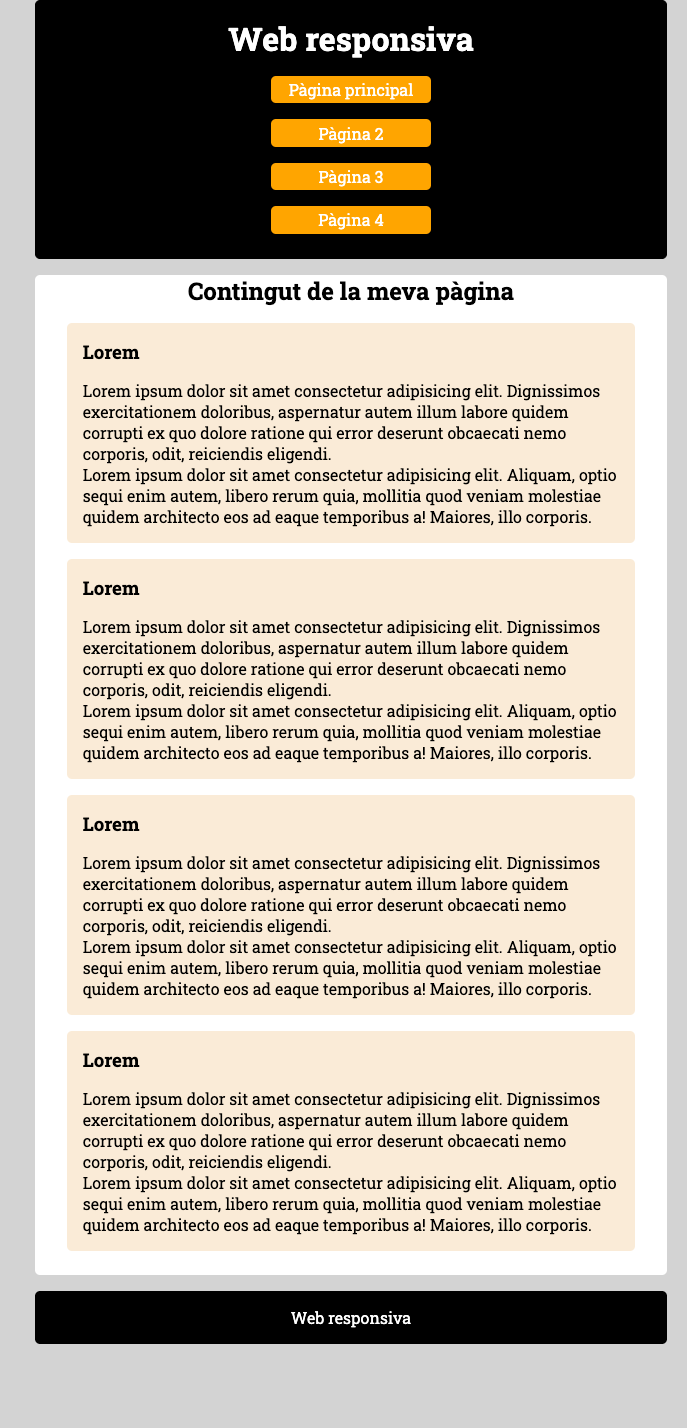 Web responsiva
Pàgina principal
Pàgina 2
Pàgina 3
Pàgina 4
Contingut de la meva pàgina
Lorem
Lorem ipsum dolor sit amet consectetur adipisicing elit. Dignissimos
exercitationem doloribus, aspernatur autem illum labore quidem
corrupti ex quo dolore ratione qui error deserunt obcaecati nemo
corporis, odit, reiciendis eligendi.
Lorem ipsum dolor sit amet consectetur adipisicing elit. Aliquam, optio
sequi enim autem, libero rerum quia, mollitia quod veniam molestiae
quidem architecto eos ad eaque temporibus a! Maiores, illo corporis.
Lorem
Lorem ipsum dolor sit amet consectetur adipisicing elit. Dignissimos
exercitationem doloribus, aspernatur autem illum labore quidem
corrupti ex quo dolore ratione qui error deserunt obcaecati nemo
corporis, odit, reiciendis eligendi.
Lorem ipsum dolor sit amet consectetur adipisicing elit. Aliquam, optio
sequi enim autem, libero rerum quia, mollitia quod veniam molestiae
quidem architecto eos ad eaque temporibus a! Maiores, illo corporis.
Lorem
Lorem ipsum dolor sit amet consectetur adipisicing elit. Dignissimos
exercitationem doloribus, aspernatur autem illum labore quidem
corrupti ex quo dolore ratione qui error deserunt obcaecati nemo
corporis, odit, reiciendis eligendi.
Lorem ipsum dolor sit amet consectetur adipisicing elit. Aliquam, optio
sequi enim autem, libero rerum quia, mollitia quod veniam molestiae
quidem architecto eos ad eaque temporibus a! Maiores, illo corporis.
Lorem
Lorem ipsum dolor sit amet consectetur adipisicing elit. Dignissimos
exercitationem doloribus, aspernatur autem illum labore quidem
corrupti ex quo dolore ratione qui error deserunt obcaecati nemo
corporis, odit, reiciendis eligendi.
Lorem ipsum dolor sit amet consectetur adipisicing elit. Aliquam, optio
sequi enim autem, libero rerum quia, mollitia quod veniam molestiae
quidem architecto eos ad eaque temporibus a! Maiores, illo corporis.
Web responsiva